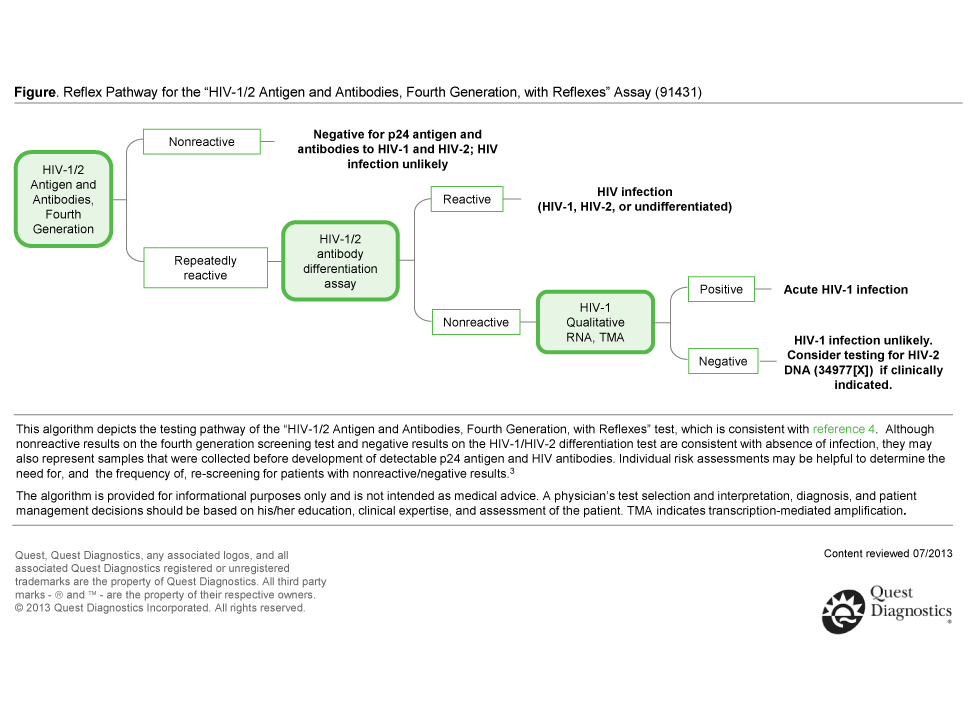 Figure. Reflex Pathway for the “HIV-1/2 Antigen and Antibodies, Fourth Generation, with Reflexes” Assay (91431)
HIV-1/2
Antigen and
Antibodies,
Fourth
Generation
Nonreactive
Negative for p24 antigen and
antibodies to HIV-1 and HIV-2; HIV
infection unlikely
Repeatedly
reactive
HIV-1/2
antibody
differentiation
assay
Reactive
HIV infection
(HIV-1, HIV-2, or undifferentiated)
Nonreactive
HIV-1
Qualitative
RNA, TMA
Positive
Acute HIV-1 infection
Negative
HIV-1 infection unlikely.
Consider testing for HIV-2
DNA (34977[X]) if clinically
indicated.
This algorithm depicts the testing pathway of the “HIV-1/2 Antigen and Antibodies, Fourth Generation, with Reflexes” test, which is consistent with reference 4. Although
nonreactive results on the fourth generation screening test and negative results on the HIV-1/HIV-2 differentiation test are consistent with absence of infection, they may
also represent samples that were collected before development of detectable p24 antigen and HIV antibodies. Individual risk assessments may be helpful to determine the
need for, and the frequency of, re-screening for patients with nonreactive/negative results.3
The algorithm is provided for informational purposes only and is not intended as medical advice. A physician’s test selection and interpretation, diagnosis, and patient
management decisions should be based on his/her education, clinical expertise, and assessment of the patient. TMA indicates transcription-mediated amplification.
Quest, Quest Diagnostics, any associated logos, and all
associated Quest Diagnostics registered or unregistered
trademarks are the property of Quest Diagnostics. All third party
marks - ® and ™ - are the property of their respective owners.
© 2013 Quest Diagnostics Incorporated. All rights reserved.
Content reviewed 07/2013
Quest
Diagnostics®